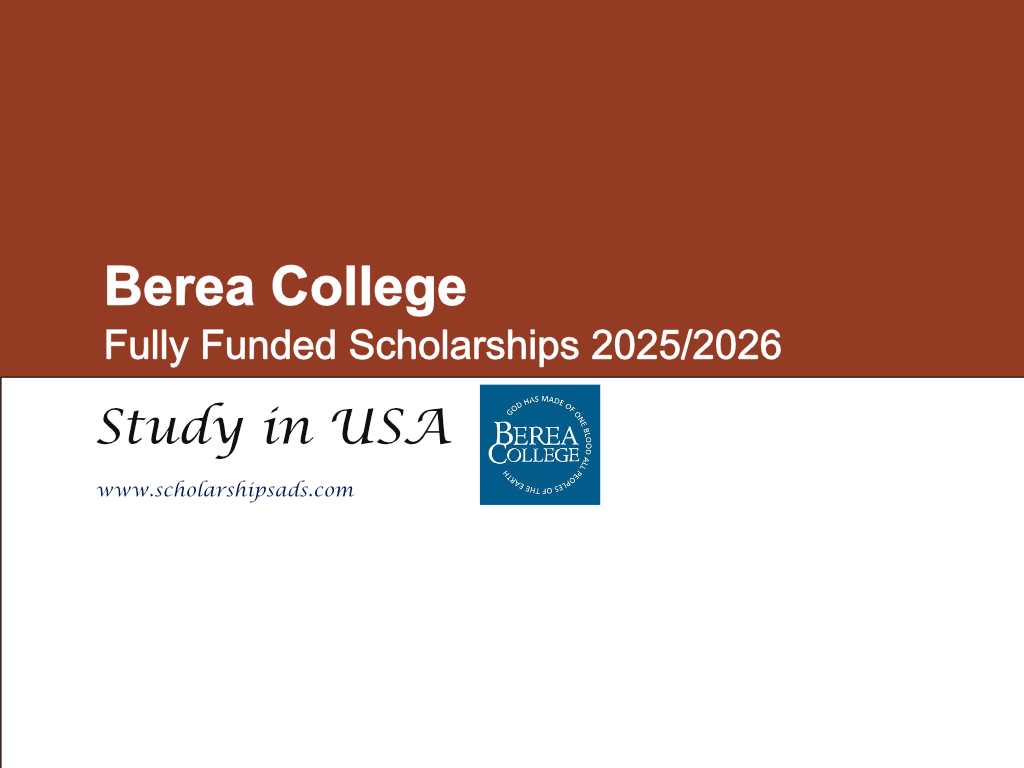 Berea College
Fully Funded Scholarships 2025/2026
Study in USA
www.scholarshipsads.com
GOD HAS MADE OF ONE BLOOD ALL PEOPLES OF THE EARTH
BEREA
COLLEGE